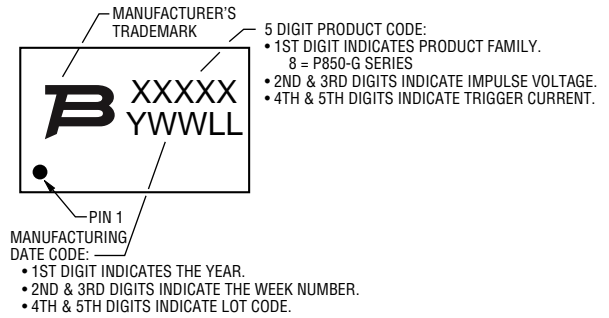 MANUFACTURER'S
TRADEMARK
5 DIGIT PRODUCT CODE:
• 1ST DIGIT INDICATES PRODUCT FAMILY.
8 = P850-G SERIES
• 2ND & 3RD DIGITS INDICATE IMPULSE VOLTAGE.
• 4TH & 5TH DIGITS INDICATE TRIGGER CURRENT.
XXXXX
YWWLL
PIN 1
MANUFACTURING
DATE CODE:
• 1ST DIGIT INDICATES THE YEAR.
• 2ND & 3RD DIGITS INDICATE THE WEEK NUMBER.
• 4TH & 5TH DIGITS INDICATE LOT CODE.